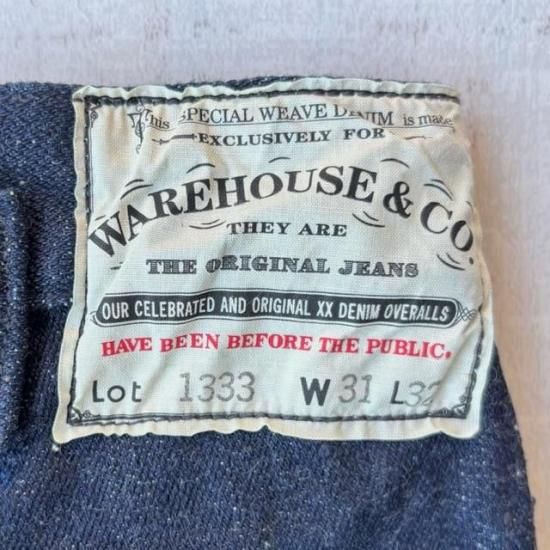 This SPECIAL WEAVE DENIM is made
EXCLUSIVELY FOR
WAREHOUSE & CO.
THEY ARE
THE ORIGINAL JEANS
OUR CELEBRATED AND ORIGINAL XX DENIM OVERALLS
HAVE BEEN BEFORE THE PUBLIC.
Lot 1333 W 31 L 32